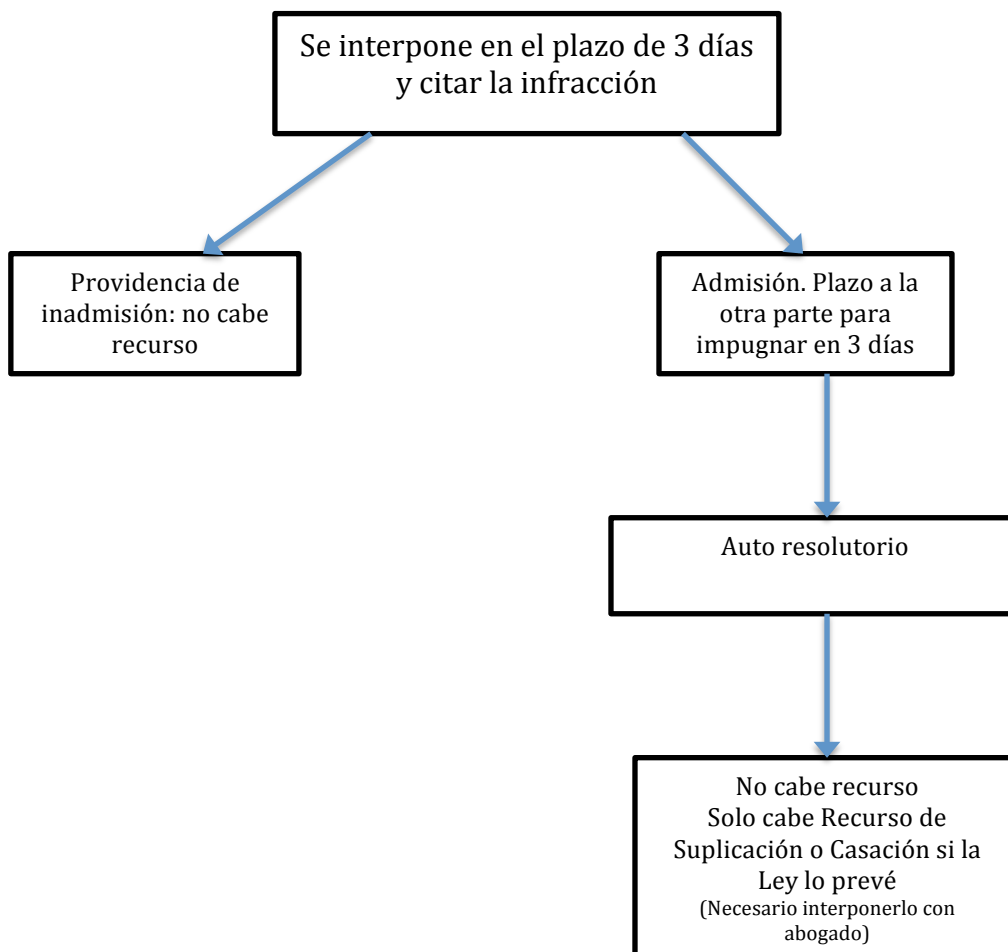 Se interpone en el plazo de 3 días
y citar la infracción
Providencia de
inadmisión: no cabe
recurso
Admisión. Plazo a la
otra parte para
impugnar en 3 días
Auto resolutorio
No cabe recurso
Solo cabe Recurso de
Suplicación o Casación si la
Ley lo prevé
(Necesario interponerlo con
abogado)